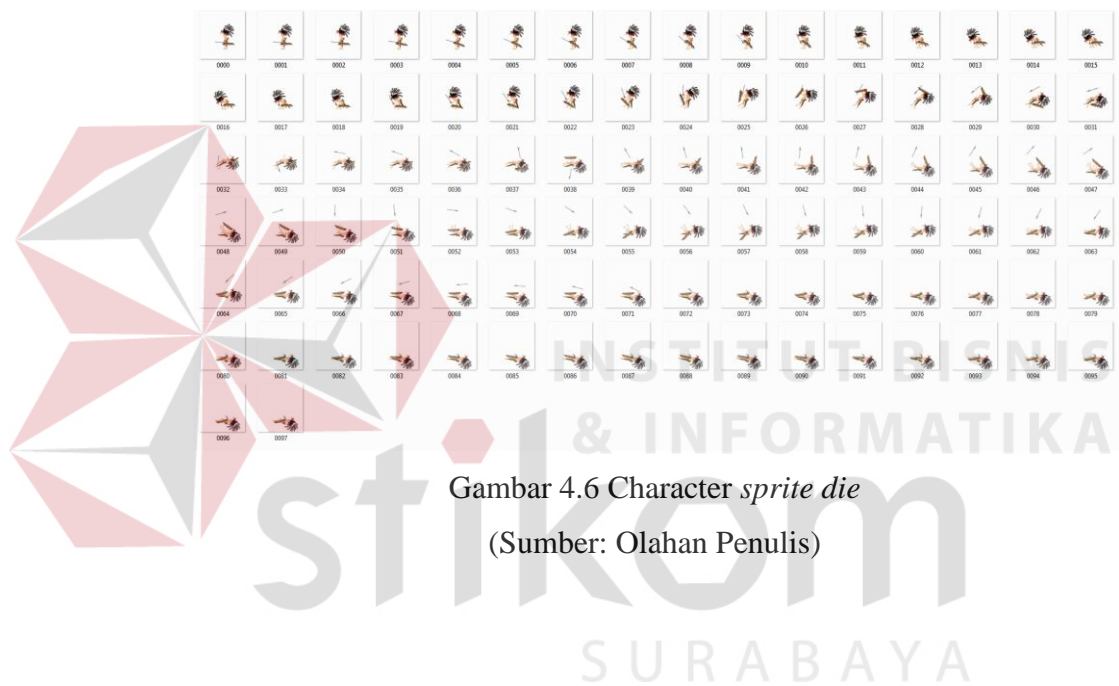 0000 0001 0002 0003 0004 0005 0006 0007 0008 0009 0010 0011 0012 0013 0014 0015
0016 0017 0018 0019 0020 0021 0022 0023 0024 0025 0026 0027 0028 0029 0030 0031
0032 0033 0034 0035 0036 0037 0038 0039 0040 0041 0042 0043 0044 0045 0046 0047
0048 0049 0050 0051 0052 0053 0054 0055 0056 0057 0058 0059 0060 0061 0062 0063
0064 0065 0066 0067 0068 0069 0070 0071 0072 0073 0074 0075 0076 0077 0078 0079
0080 0081 0082 0083 0084 0085 0086 0087 0088 0089 0090 0091 0092 0093 0094 0095
0096 0097
INSTITUT BISNIS
& INFORMATIKA
stikom
SURABAYA
Gambar 4.6 Character sprite die
(Sumber: Olahan Penulis)